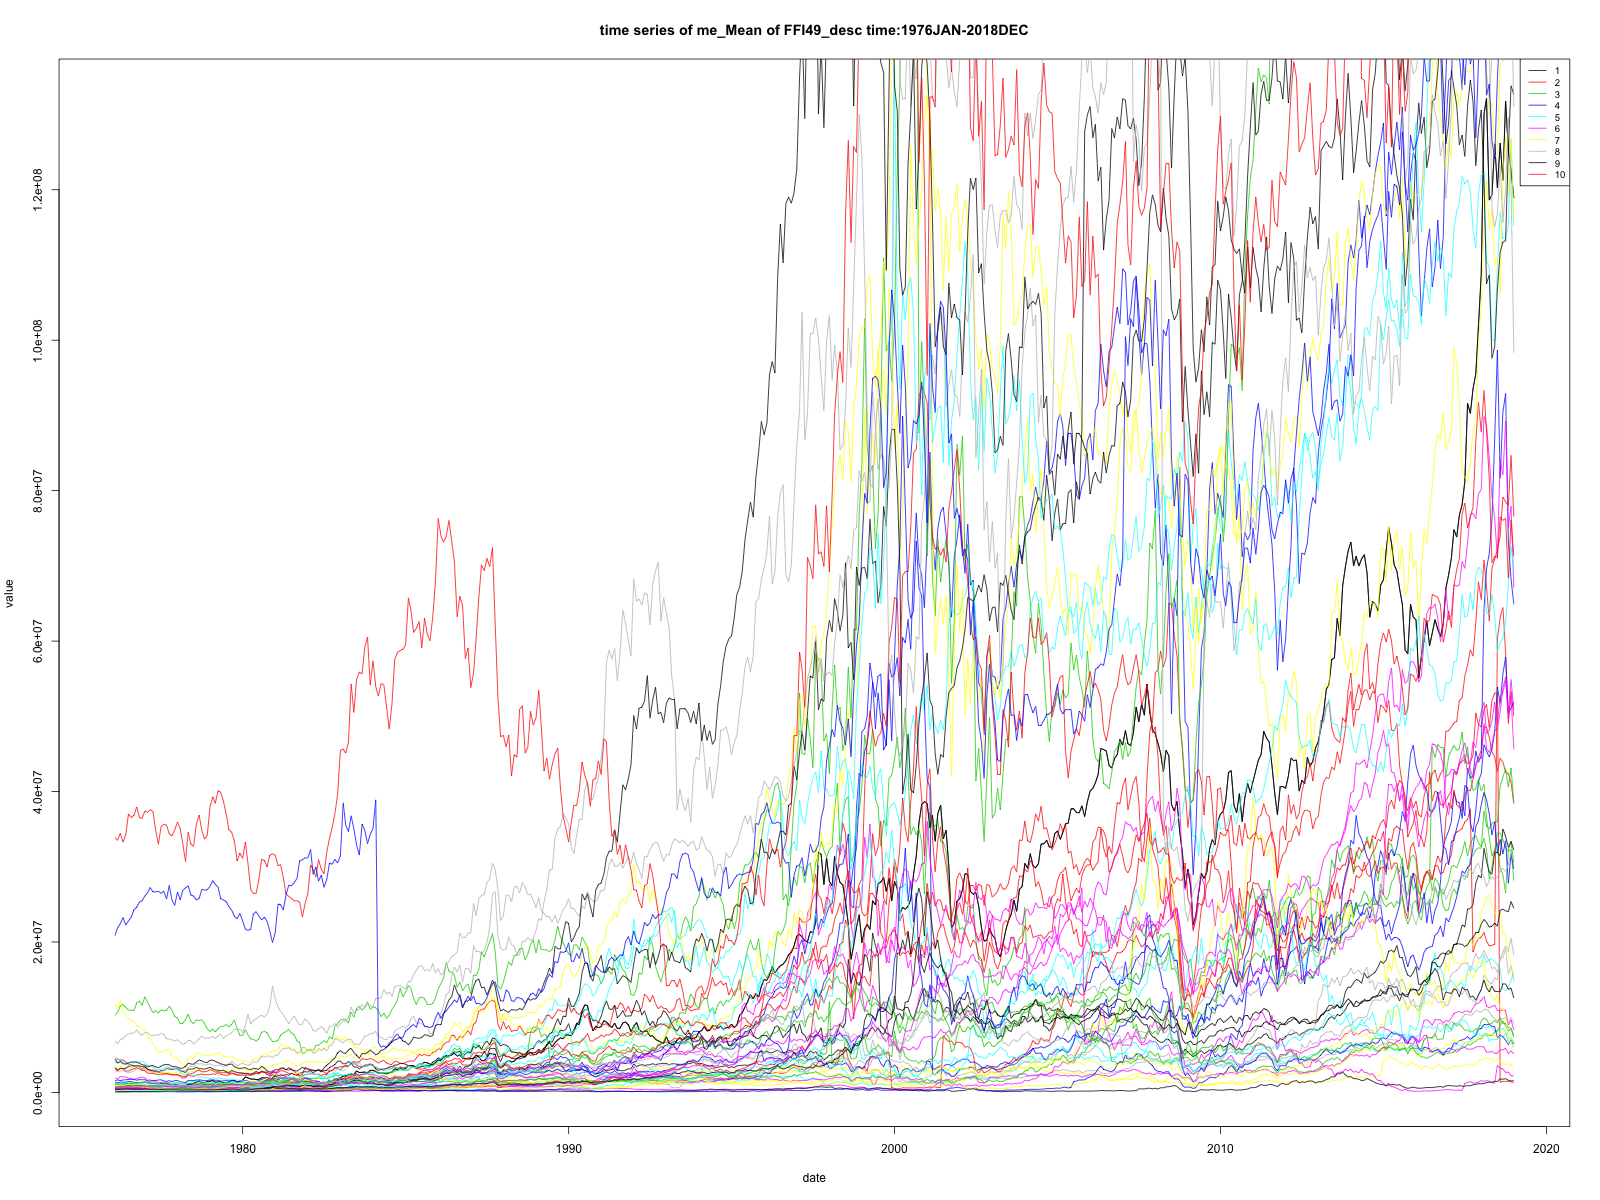 time series of me_Mean of FFI49_desc time:1976JAN-2018DEC
value
0.0e+00
2.0e+07
4.0e+07
6.0e+07
8.0e+07
1.0e+08
1.2e+08
1
2
3
4
5
6
7
8
9
10
1980
1990
2000
2010
2020
date